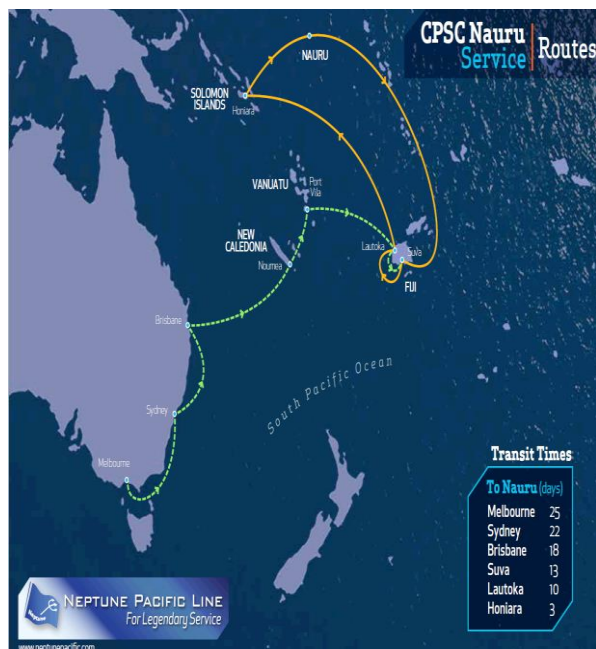 CPSC Nauru
Service
Routes
NAURU
SOLOMON
ISLANDS
Honiara
VANUATU
Port
Vila
NEW
CALEDONIA
Noumea
Lautoka
Suva
FIJI
Brisbane
Sydney
Melbourne
South Pacific Ocean
Transit Times
To Nauru (days)
Melbourne 25
Sydney 22
Brisbane 18
Suva 13
Lautoka 10
Honiara 3
Neptune
NEPTUNE PACIFIC LINE
For Legendary Service
www.neptunepacific.com